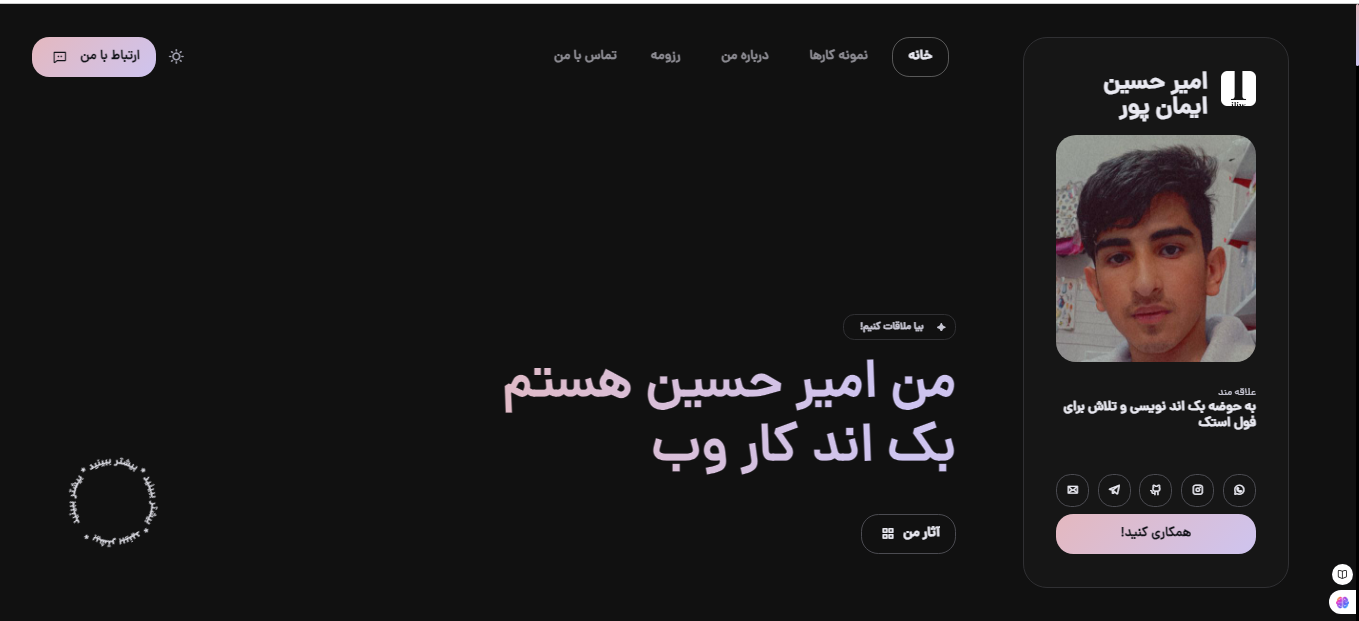 امیر حسین
ایمان پور
علاقه مند
به حوضه بک اند نویسی و تلاش برای
فول استک
همکاری کنید!
خانه
نمونه کارها
درباره من
رزومه
تماس با من
ارتباط با من
بیا ملاقات کنیم!
من امیر حسین هستم
بک اند کار وب
آثار من
بیشتر ببینید * بیشتر ببینید * بیشتر ببینید * بیشتر ببینید *